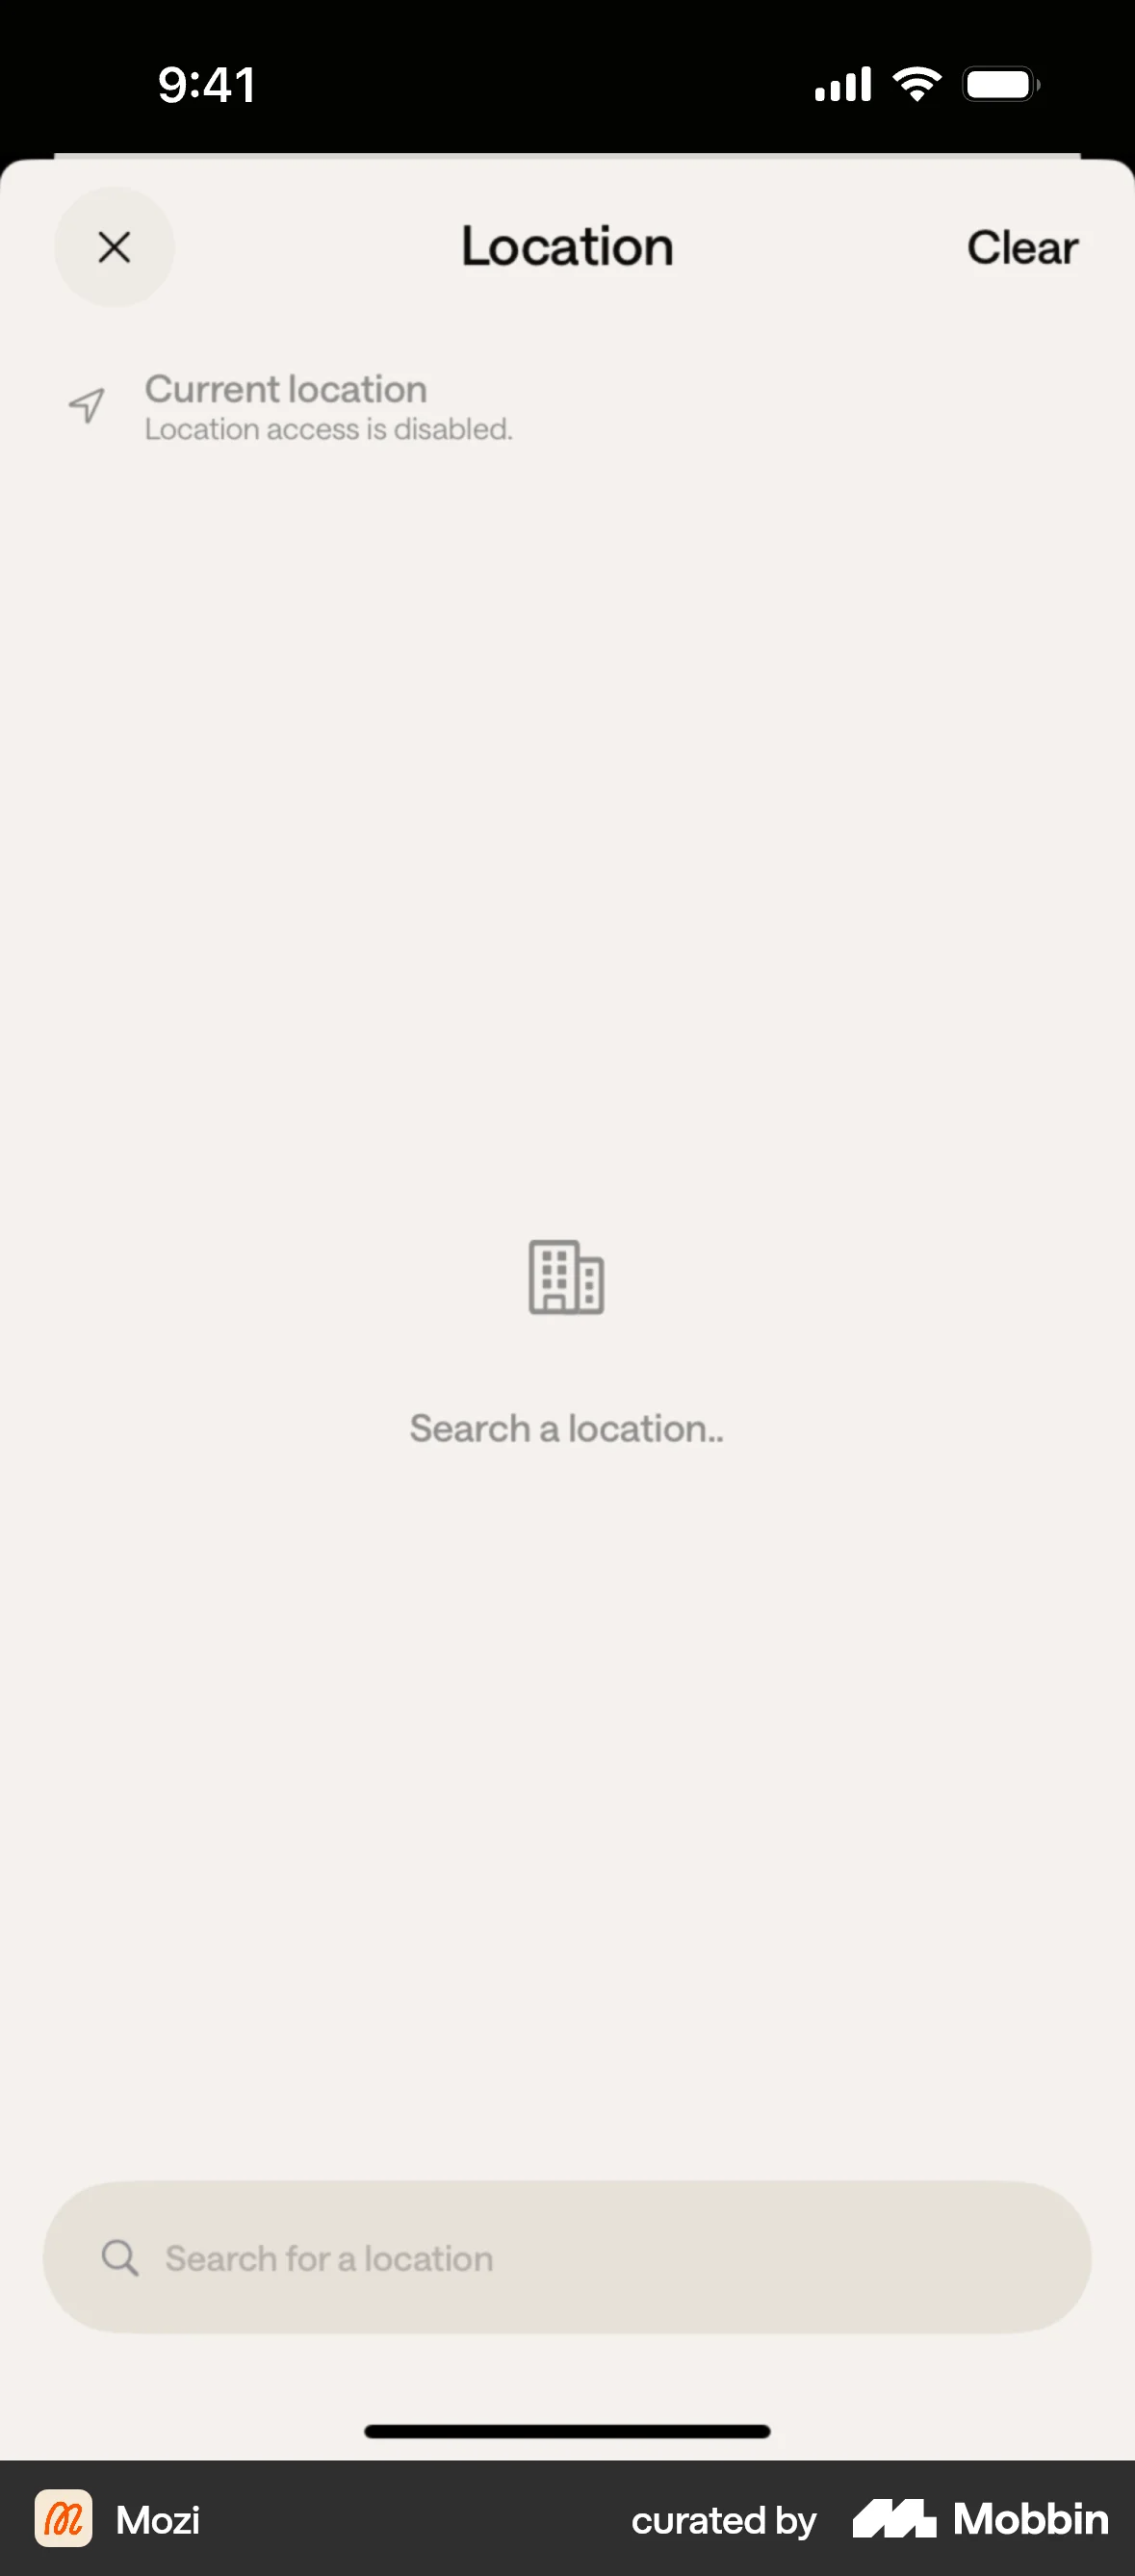 9:41
Location
Clear
Current location
Location access is disabled.
Search a location..
Search for a location
Mozi
curated by Mobbin